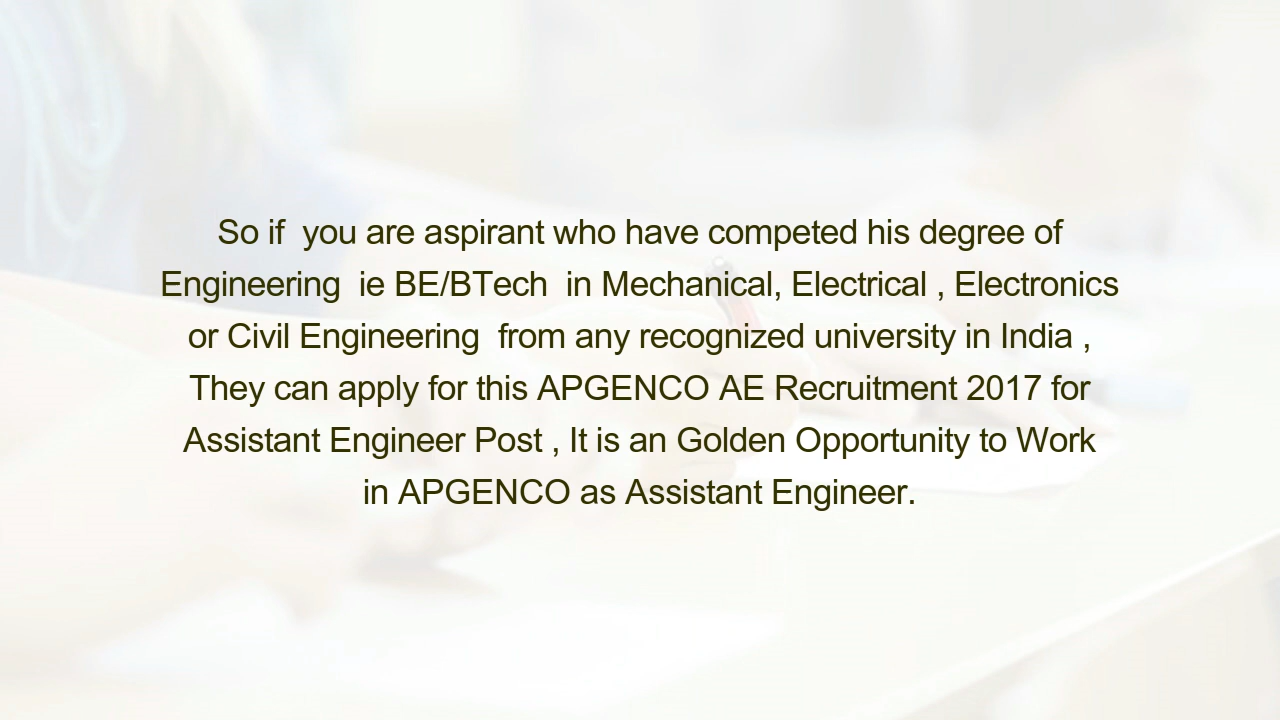 So if  you are aspirant who have competed his degree of
Engineering  ie BE/BTech  in Mechanical, Electrical , Electronics
or Civil Engineering  from any recognized university in India ,
They can apply for this APGENCO AE Recruitment 2017 for
Assistant Engineer Post , It is an Golden Opportunity to Work
in APGENCO as Assistant Engineer.